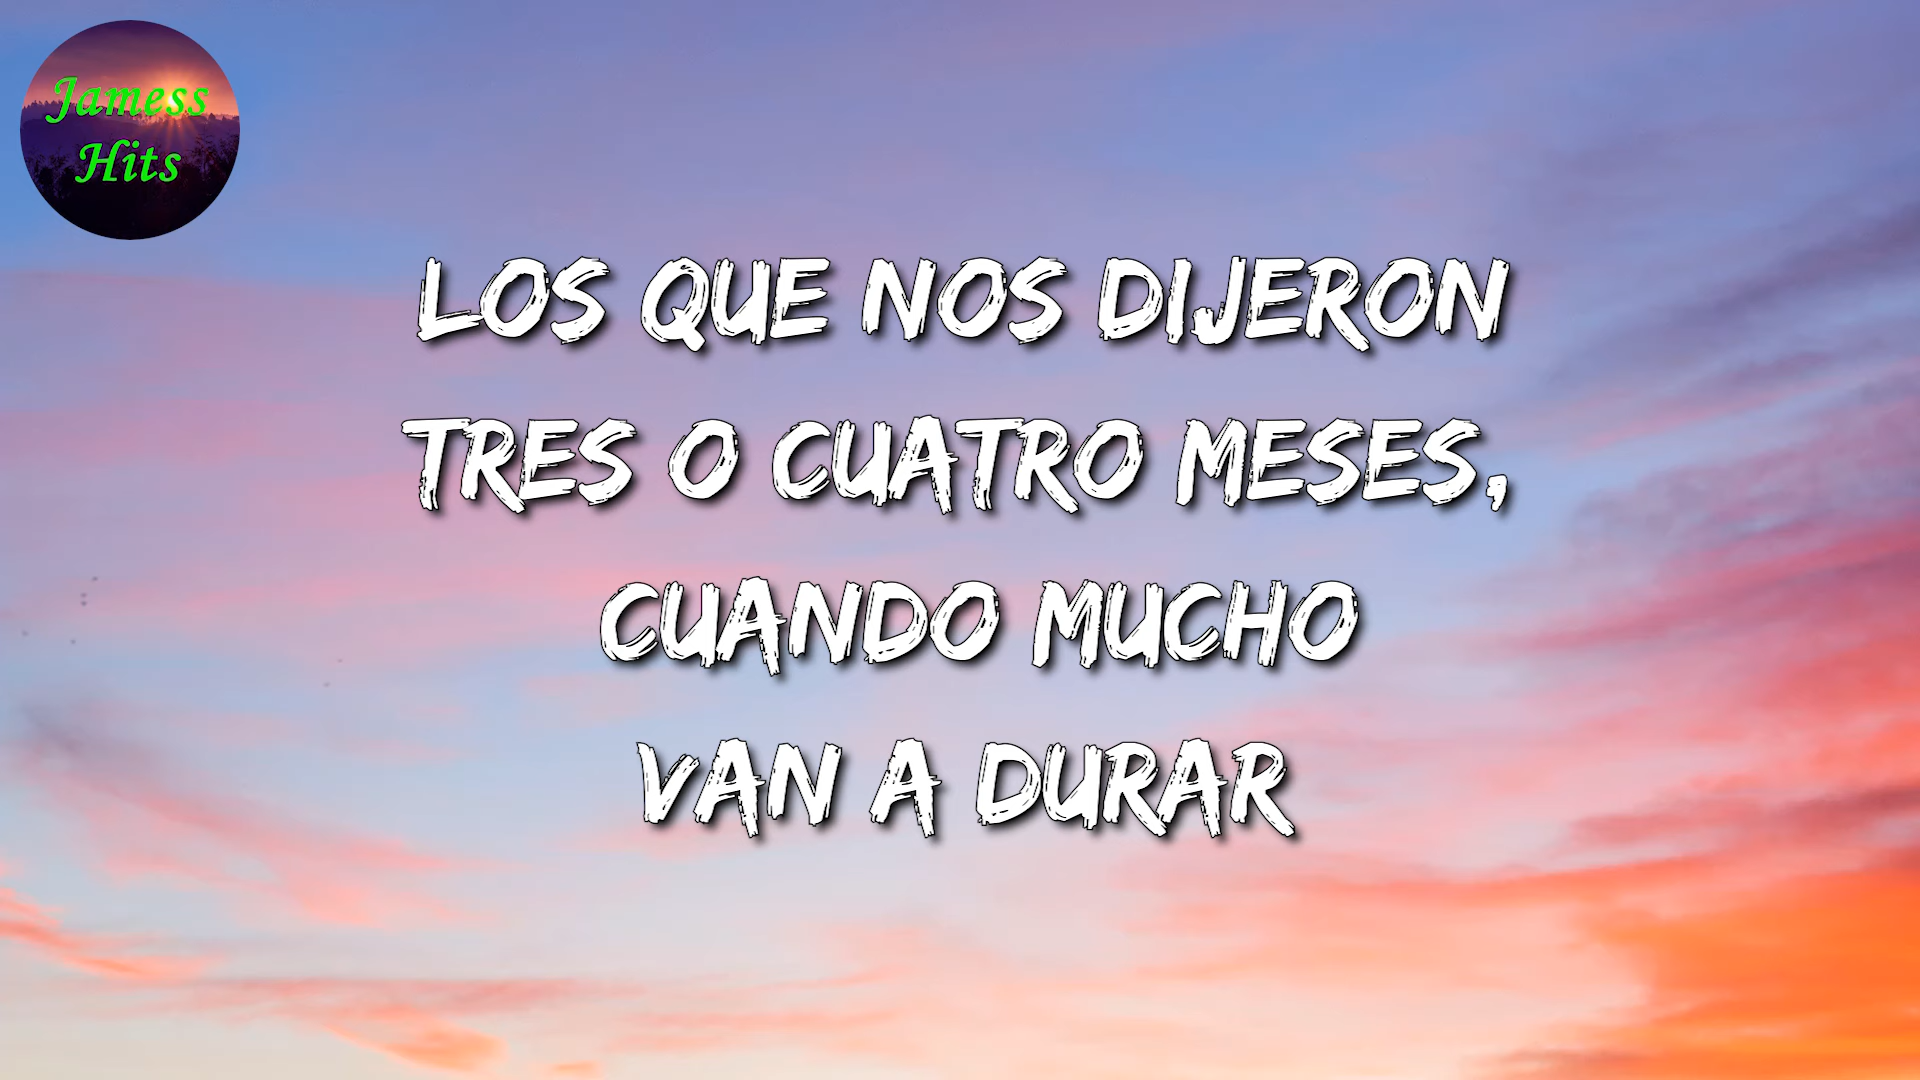 Jamess
Hits
LOS QUE NOS DIJERON
TRES O CUATRO MESES,
CUANDO MUCHO
VAN A DURAR